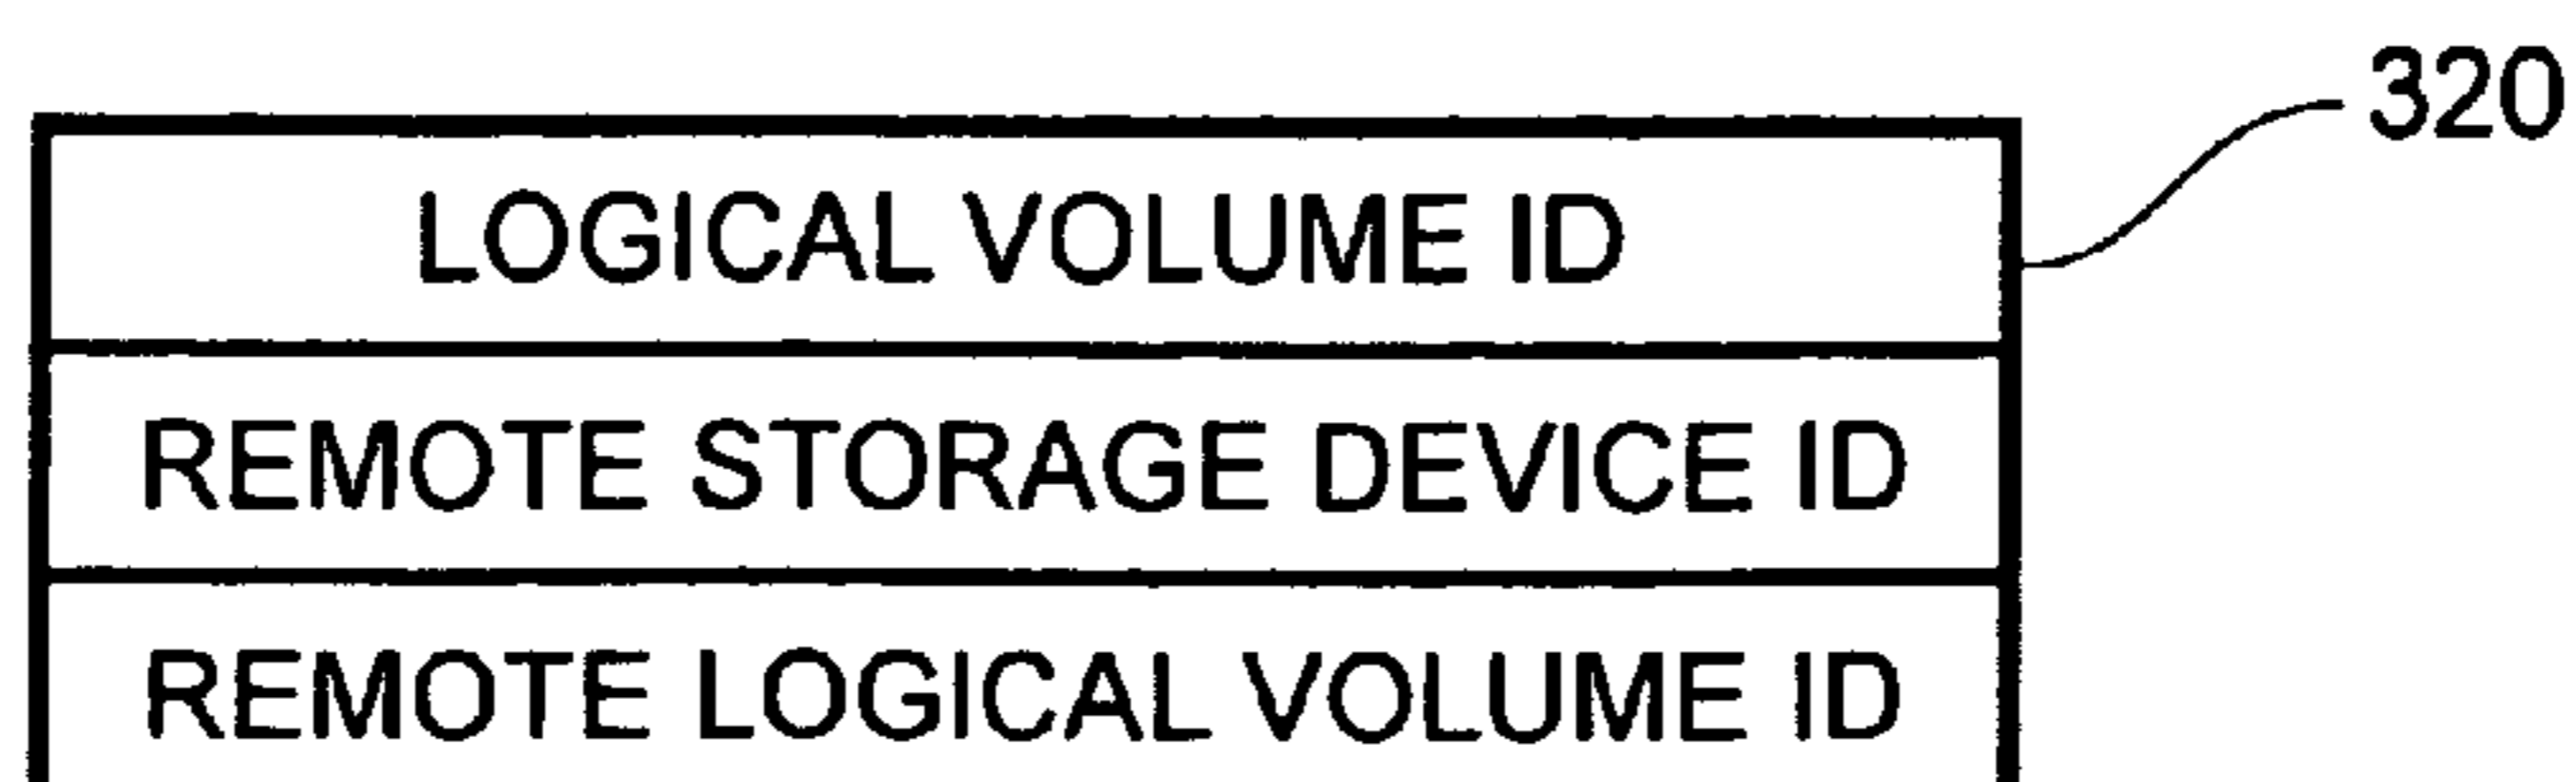 320
LOGICAL VOLUME ID
REMOTE STORAGE DEVICE ID
REMOTE LOGICAL VOLUME ID